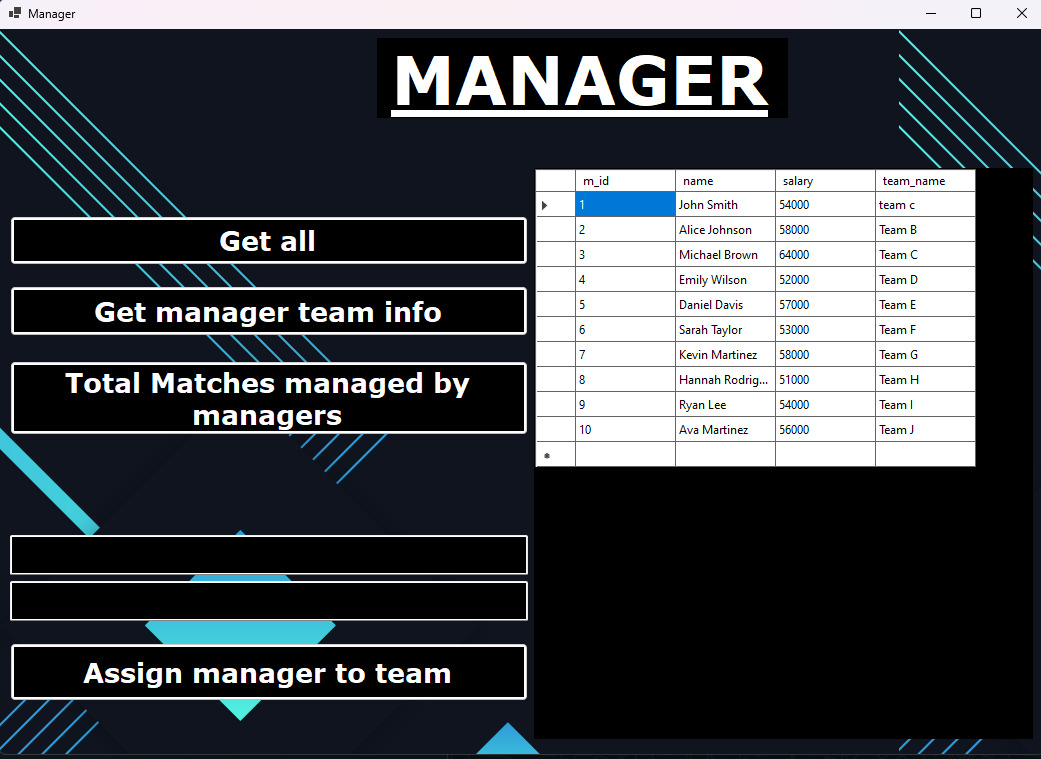 Manager
MANAGER
Get all
Get manager team info
Total Matches managed by
managers
Assign manager to team
m_id name salary team_name
1 John Smith 54000 team c
2 Alice Johnson 58000 Team B
3 Michael Brown 64000 Team C
4 Emily Wilson 52000 Team D
5 Daniel Davis 57000 Team E
6 Sarah Taylor 53000 Team F
7 Kevin Martinez 58000 Team G
8 Hannah Rodrig... 51000 Team H
9 Ryan Lee 54000 Team I
10 Ava Martinez 56000 Team J